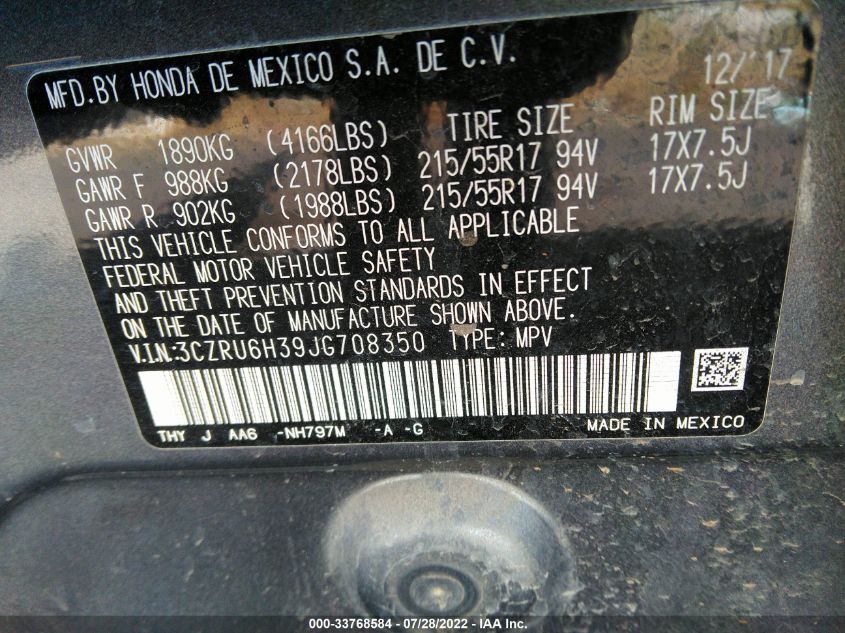 MFD.BY HONDA DE MEXICO S.A. DE C.V. 12/'17
GVWR 1890KG (4166LBS) TIRE SIZE RIM SIZE
GAWR F 988KG (2178LBS) 215/55R17 94V 17X7.5J
GAWR R 902KG (1988LBS) 215/55R17 94V 17X7.5J
THIS VEHICLE CONFORMS TO ALL APPLICABLE
FEDERAL MOTOR VEHICLE SAFETY
AND THEFT PREVENTION STANDARDS IN EFFECT
ON THE DATE OF MANUFACTURE SHOWN ABOVE.
V.I.N:3CZRU6H39JG708350 TYPE: MPV
THY J AA6 -NH797M -A -G MADE IN MEXICO
000-33768584 - 07/28/2022 - IAA Inc.